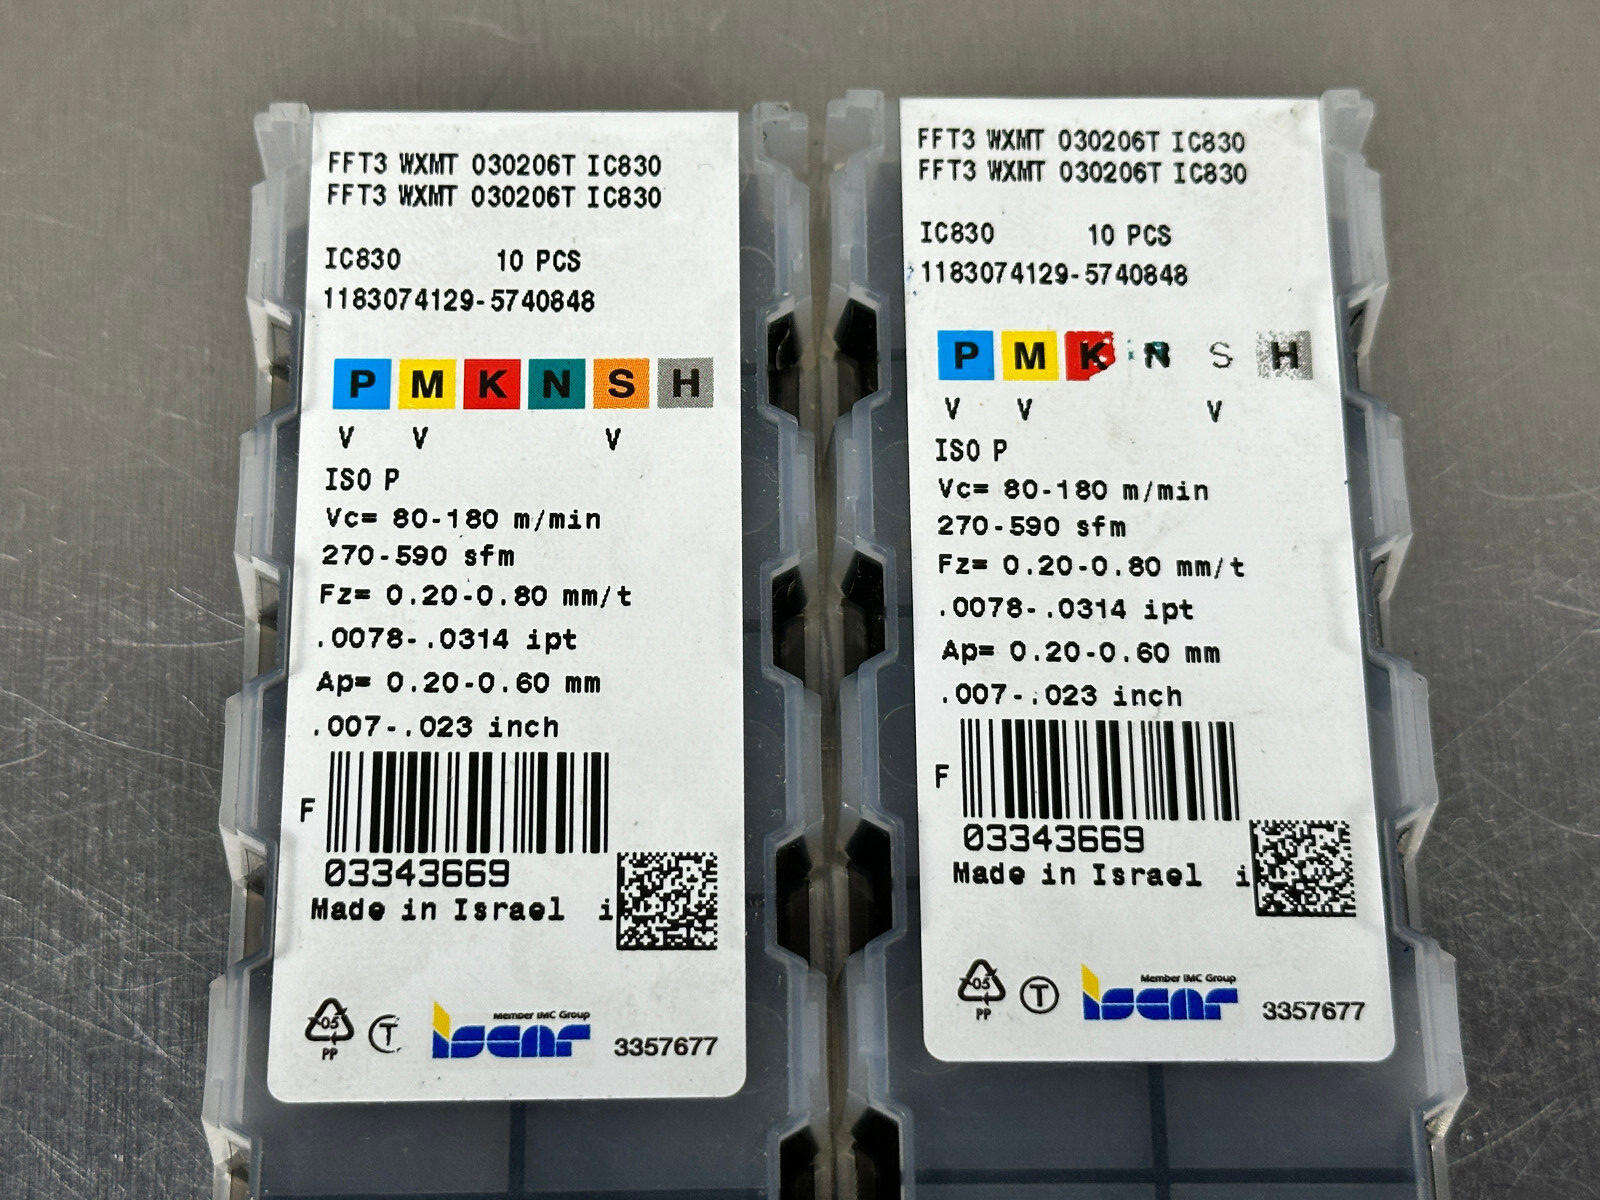 FFT3 WXMT 030206T IC830
FFT3 WXMT 030206T IC830
IC830 10 PCS
1183074129-5740848
P M K N S H
V V V
ISO P
Vc= 80-180 m/min
270-590 sfm
Fz= 0.20-0.80 mm/t
.0078-.0314 ipt
Ap= 0.20-0.60 mm
.007-.023 inch
F
03343669
Made in Israel i
05
PP
T
Member IMC Group
iscar
3357677
FFT3 WXMT 030206T IC830
FFT3 WXMT 030206T IC830
IC830 10 PCS
1183074129-5740848
P M K N S H
V V V
ISO P
Vc= 80-180 m/min
270-590 sfm
Fz= 0.20-0.80 mm/t
.0078-.0314 ipt
Ap= 0.20-0.60 mm
.007-.023 inch
F
03343669
Made in Israel i
05
PP
T
Member IMC Group
iscar
3357677